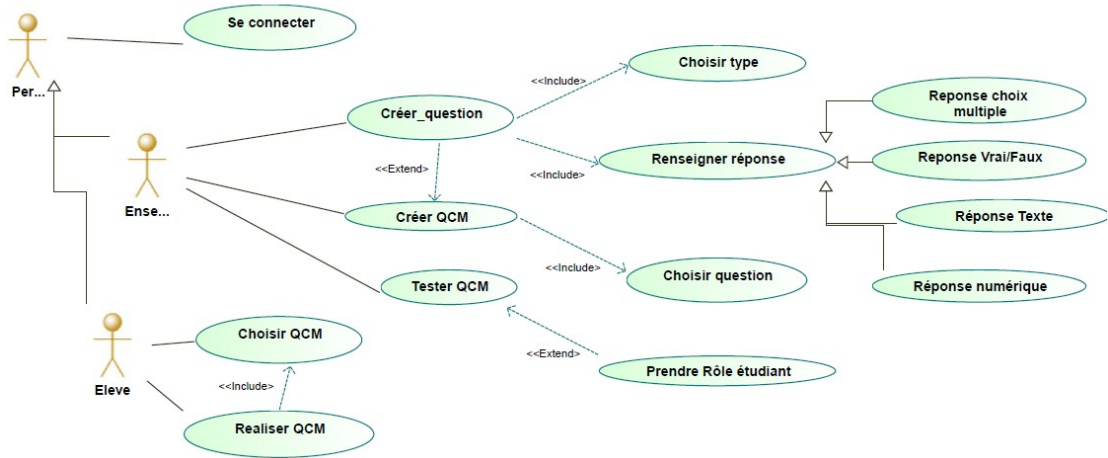 Se connecter
Per...
Choisir type
<<Include>>
Créer_question
Reponse choix
multiple
Renseigner réponse
Reponse Vrai/Faux
<<Extend>>
<<Include>>
Ense...
Créer QCM
Réponse Texte
<<Include>>
Choisir question
Tester QCM
Réponse numérique
Choisir QCM
<<Extend>>
Prendre Rôle étudiant
Eleve
<<Include>>
Realiser QCM